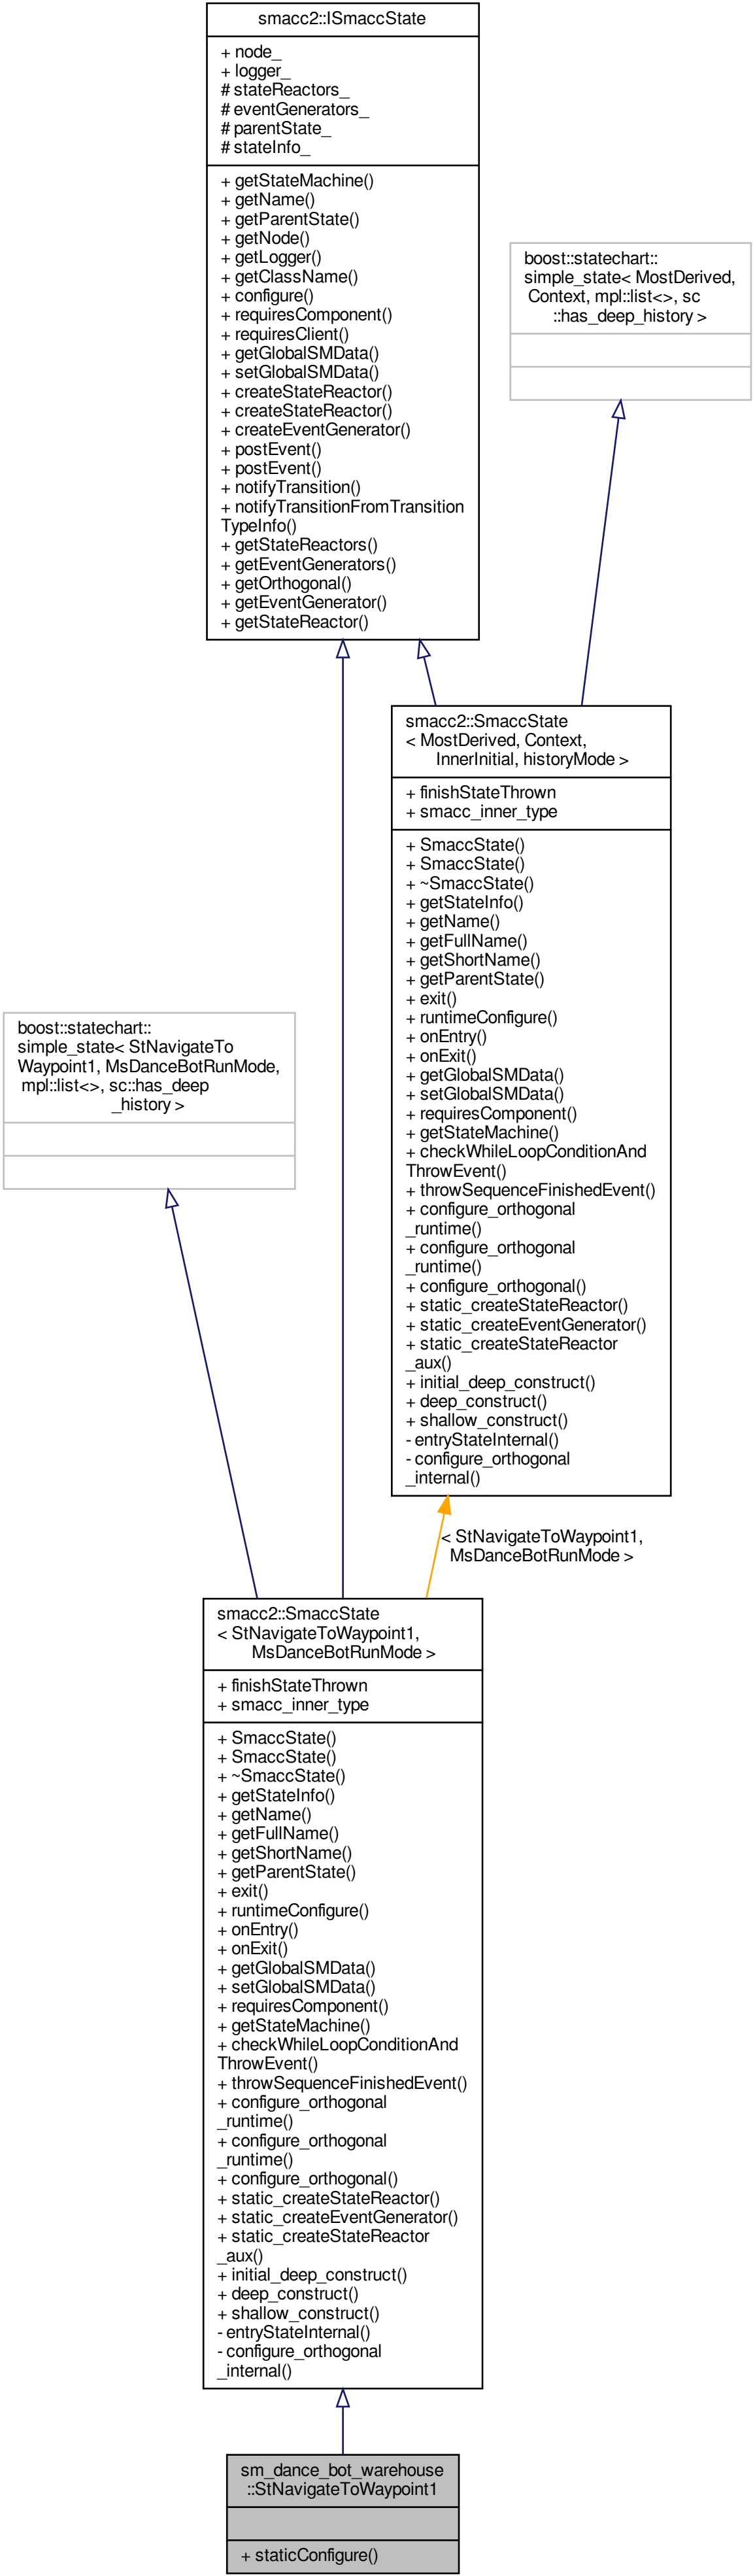 smacc2::ISmaccState
+ node_
+ logger_
# stateReactors_
# eventGenerators_
# parentState_
# stateInfo_
+ getStateMachine()
+ getName()
+ getParentState()
+ getNode()
+ getLogger()
+ getClassName()
+ configure()
+ requiresComponent()
+ requiresClient()
+ getGlobalSMData()
+ setGlobalSMData()
+ createStateReactor()
+ createStateReactor()
+ createEventGenerator()
+ postEvent()
+ postEvent()
+ notifyTransition()
+ notifyTransitionFromTransition
TypeInfo()
+ getStateReactors()
+ getEventGenerators()
+ getOrthogonal()
+ getEventGenerator()
+ getStateReactor()
boost::statechart::
simple_state< MostDerived,
Context, mpl::list<>, sc
::has_deep_history >
smacc2::SmaccState
< MostDerived, Context,
InnerInitial, historyMode >
+ finishStateThrown
+ smacc_inner_type
+ SmaccState()
+ SmaccState()
+ ~SmaccState()
+ getStateInfo()
+ getName()
+ getFullName()
+ getShortName()
+ getParentState()
+ exit()
+ runtimeConfigure()
+ onEntry()
+ onExit()
+ getGlobalSMData()
+ setGlobalSMData()
+ requiresComponent()
+ getStateMachine()
+ checkWhileLoopConditionAnd
ThrowEvent()
+ throwSequenceFinishedEvent()
+ configure_orthogonal
_runtime()
+ configure_orthogonal
_runtime()
+ configure_orthogonal()
+ static_createStateReactor()
+ static_createEventGenerator()
+ static_createStateReactor
_aux()
+ initial_deep_construct()
+ deep_construct()
+ shallow_construct()
- entryStateInternal()
- configure_orthogonal
_internal()
boost::statechart::
simple_state< StNavigateTo
Waypoint1, MsDanceBotRunMode,
mpl::list<>, sc::has_deep
_history >
< StNavigateToWaypoint1,
MsDanceBotRunMode >
smacc2::SmaccState
< StNavigateToWaypoint1,
MsDanceBotRunMode >
+ finishStateThrown
+ smacc_inner_type
+ SmaccState()
+ SmaccState()
+ ~SmaccState()
+ getStateInfo()
+ getName()
+ getFullName()
+ getShortName()
+ getParentState()
+ exit()
+ runtimeConfigure()
+ onEntry()
+ onExit()
+ getGlobalSMData()
+ setGlobalSMData()
+ requiresComponent()
+ getStateMachine()
+ checkWhileLoopConditionAnd
ThrowEvent()
+ throwSequenceFinishedEvent()
+ configure_orthogonal
_runtime()
+ configure_orthogonal
_runtime()
+ configure_orthogonal()
+ static_createStateReactor()
+ static_createEventGenerator()
+ static_createStateReactor
_aux()
+ initial_deep_construct()
+ deep_construct()
+ shallow_construct()
- entryStateInternal()
- configure_orthogonal
_internal()
sm_dance_bot_warehouse
::StNavigateToWaypoint1
+ staticConfigure()